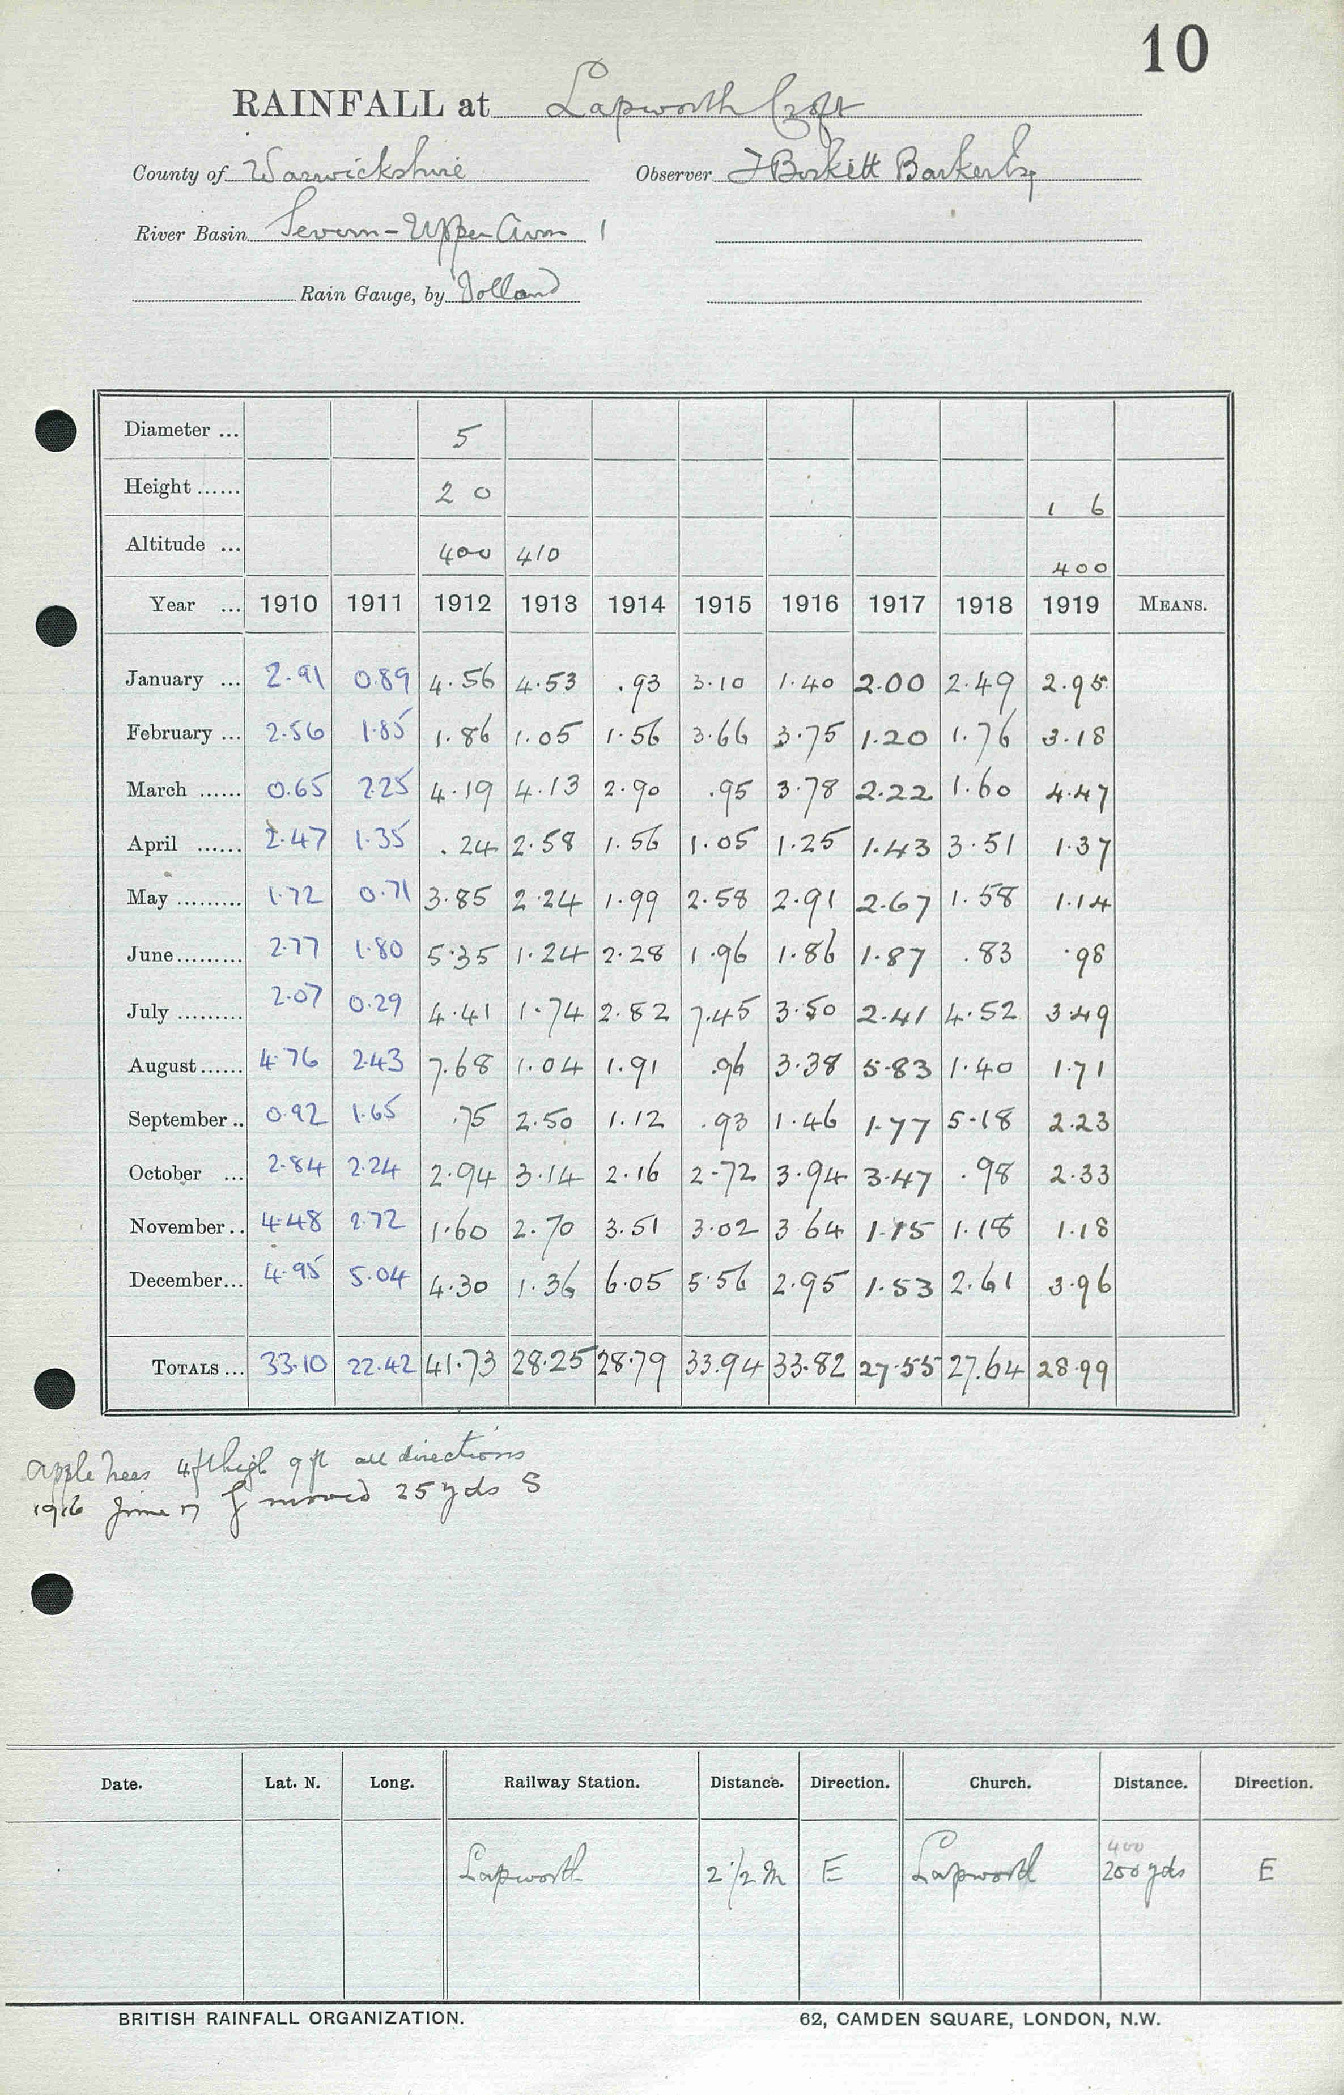 10
RAINFALL at Lapworth Croft
County of Warwickshire Observer J Boskett Barker Esq
River Basin Severn - Upper Avon 1
Rain Gauge, by Dolland
Diameter ... 5
Height ...... 2 0 1 6
Altitude ... 400 410 400
Year ... 1910 1911 1912 1913 1914 1915 1916 1917 1918 1919 MEANS.
January ... 2.91 0.89 4.56 4.53 .93 3.10 1.40 2.00 2.49 2.95
February ... 2.56 1.85 1.86 1.05 1.56 3.66 3.75 1.20 1.76 3.18
March ...... 0.65 2.25 4.19 4.13 2.90 .95 3.78 2.22 1.60 4.47
April ...... 2.47 1.35 .24 2.58 1.56 1.05 1.25 1.43 3.51 1.37
May ......... 1.72 0.71 3.85 2.24 1.99 2.58 2.91 2.67 1.58 1.14
June......... 2.77 1.80 5.35 1.24 2.28 1.96 1.86 1.87 .83 .98
July ......... 2.07 0.29 4.41 1.74 2.82 7.45 3.50 2.41 4.52 3.49
August...... 4.76 2.43 7.68 1.04 1.91 .96 3.38 5.83 1.40 1.71
September.. 0.92 1.65 .75 2.50 1.12 .93 1.46 1.77 5.18 2.23
October ... 2.84 2.24 2.94 3.14 2.16 2.72 3.94 3.47 .98 2.33
November.. 4.48 2.72 1.60 2.70 3.51 3.02 3 64 1.15 1.18 1.18
December... 4.95 5.04 4.30 1.36 6.05 5.56 2.95 1.53 2.61 3.96
TOTALS... 33.10 22.42 41.73 28.25 28.79 33.94 33.82 27.55 27.64 28.99
Apple trees 4ft high 9 ft all directions
1916 June 17 G moved 25 yds S
Date. Lat. N. Long. Railway Station. Distance. Direction. Church. Distance. Direction.
400
Lapworth 2 1/2 M E Lapworth 200 yds E
BRITISH RAINFALL ORGANIZATION. 62, CAMDEN SQUARE, LONDON, N.W.